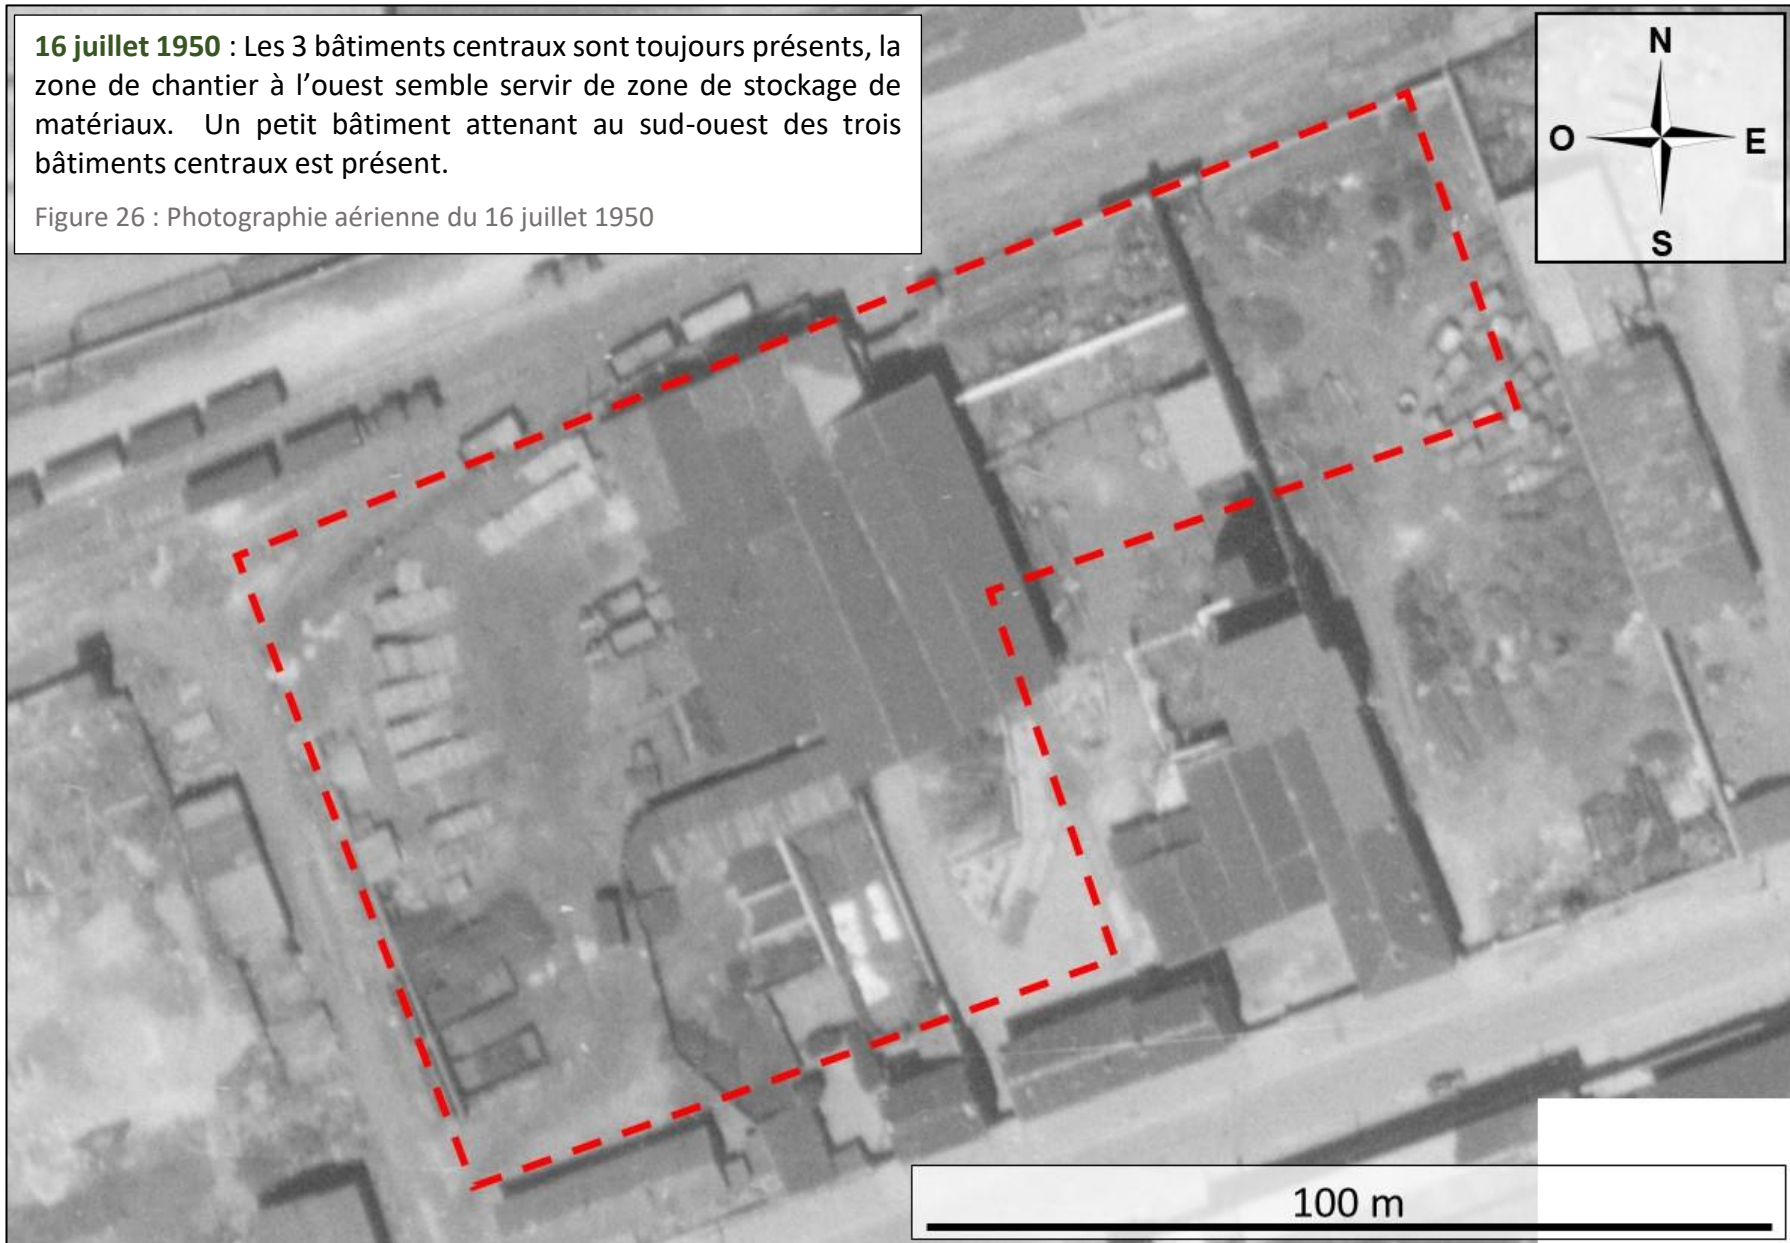 16 juillet 1950 : Les 3 bâtiments centraux sont toujours présents, la
zone de chantier à l’ouest semble servir de zone de stockage de
matériaux. Un petit bâtiment attenant au sud-ouest des trois
bâtiments centraux est présent.
Figure 26 : Photographie aérienne du 16 juillet 1950
N
O E
S
100 m